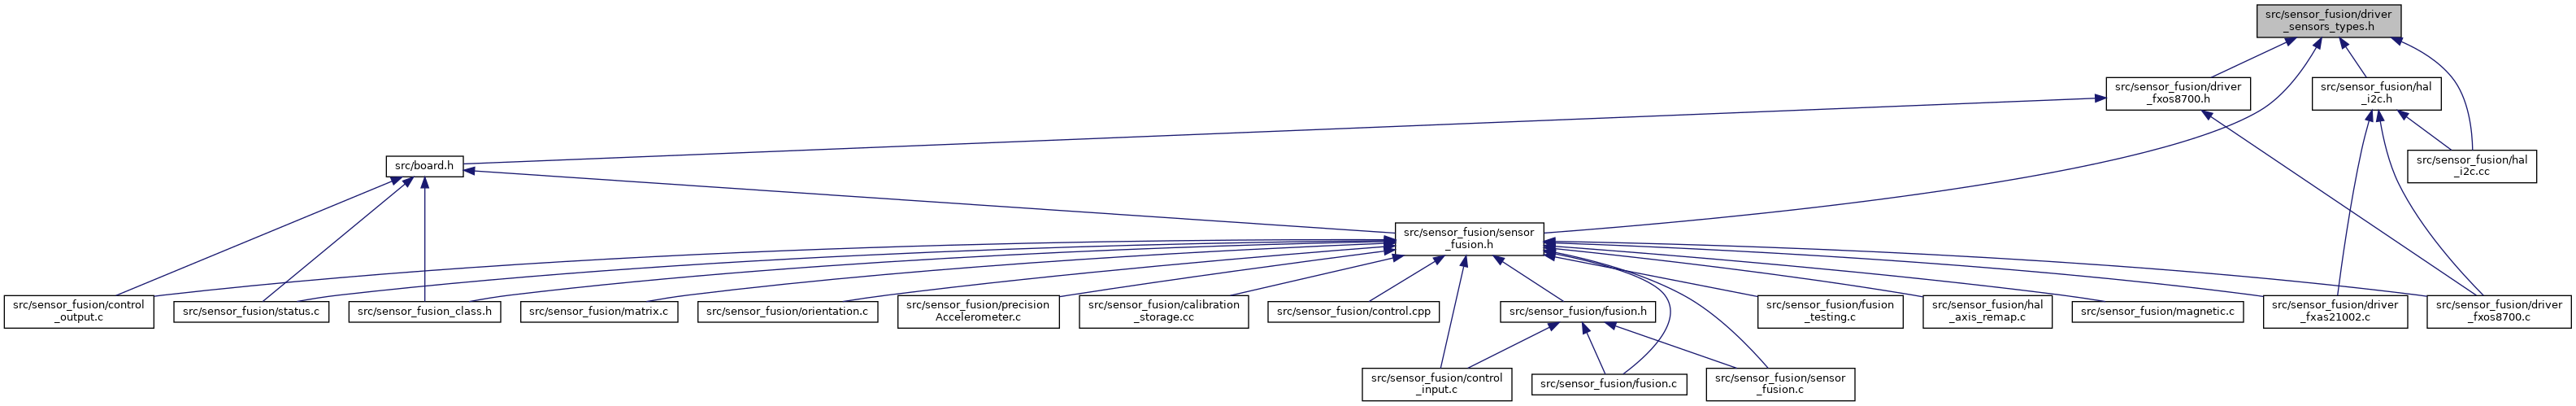 src/sensor_fusion/driver
_sensors_types.h
src/sensor_fusion/driver
_fxos8700.h
src/sensor_fusion/hal
_i2c.h
src/board.h
src/sensor_fusion/hal
_i2c.cc
src/sensor_fusion/sensor
_fusion.h
src/sensor_fusion/control
_output.c
src/sensor_fusion/status.c
src/sensor_fusion_class.h
src/sensor_fusion/matrix.c
src/sensor_fusion/orientation.c
src/sensor_fusion/precision
Accelerometer.c
src/sensor_fusion/calibration
_storage.cc
src/sensor_fusion/control.cpp
src/sensor_fusion/fusion.h
src/sensor_fusion/fusion
_testing.c
src/sensor_fusion/hal
_axis_remap.c
src/sensor_fusion/magnetic.c
src/sensor_fusion/driver
_fxas21002.c
src/sensor_fusion/driver
_fxos8700.c
src/sensor_fusion/control
_input.c
src/sensor_fusion/fusion.c
src/sensor_fusion/sensor
_fusion.c